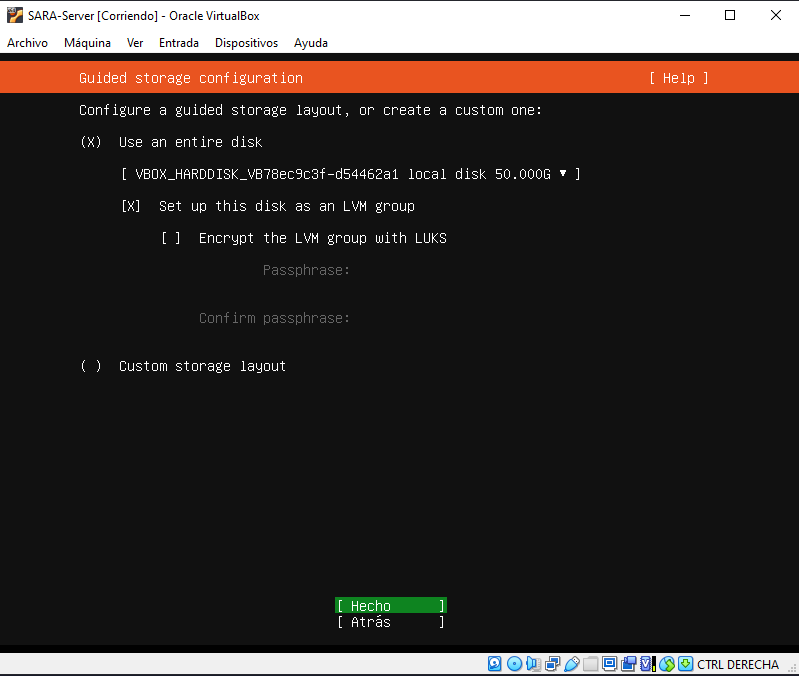 SARA-Server [Corriendo] - Oracle VirtualBox
Archivo Máquina Ver Entrada Dispositivos Ayuda
Guided storage configuration [ Help ]
Configure a guided storage layout, or create a custom one:
(X) Use an entire disk
[ VBOX_HARDDISK_VB78ec9c3f-d54462a1 local disk 50.000G ▾ ]
[X] Set up this disk as an LVM group
[ ] Encrypt the LVM group with LUKS
Passphrase:
Confirm passphrase:
( ) Custom storage layout
[ Hecho ]
[ Atrás ]
CTRL DERECHA